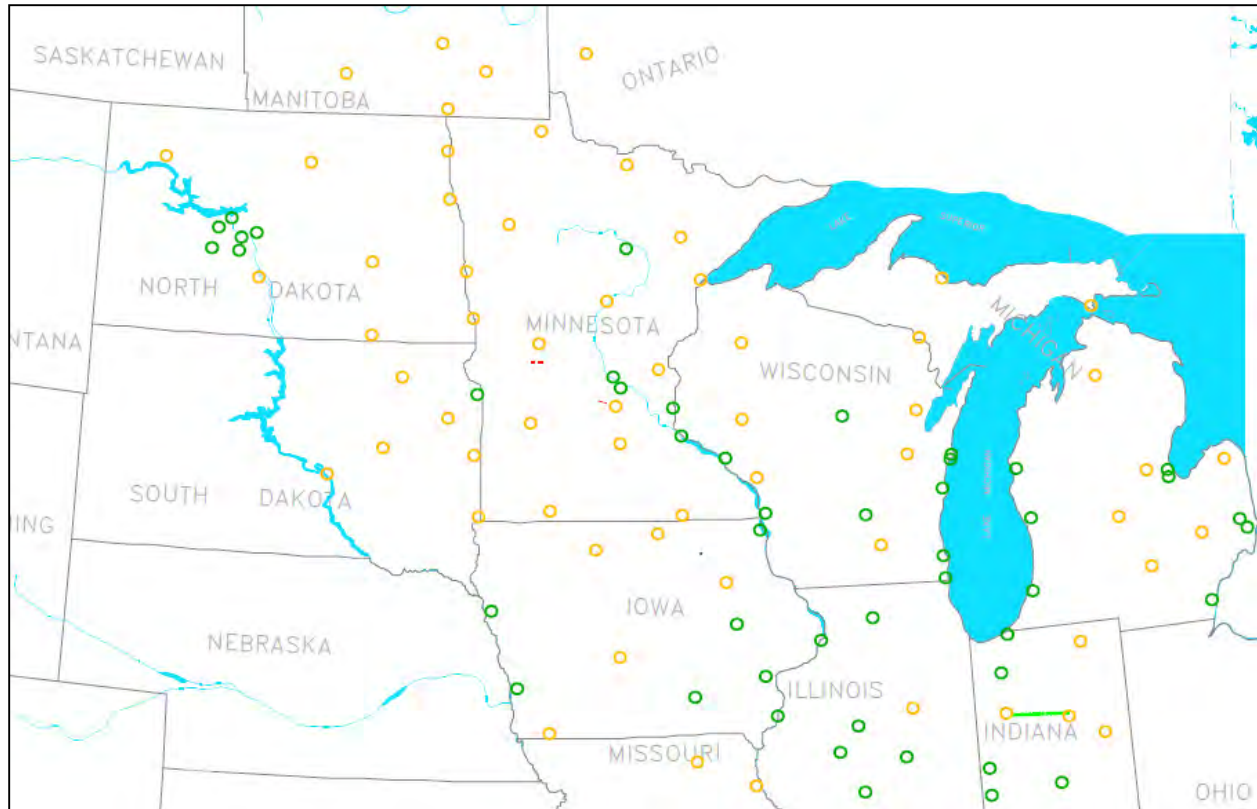 SASKATCHEWAN
ONTARIO
MANITOBA
NORTH DAKOTA
MINNESOTA
MICHIGAN
NTANA
WISCONSIN
SOUTH DAKOTA
ING
IOWA
NEBRASKA
ILLINOIS
INDIANA
MISSOURI
OHIO